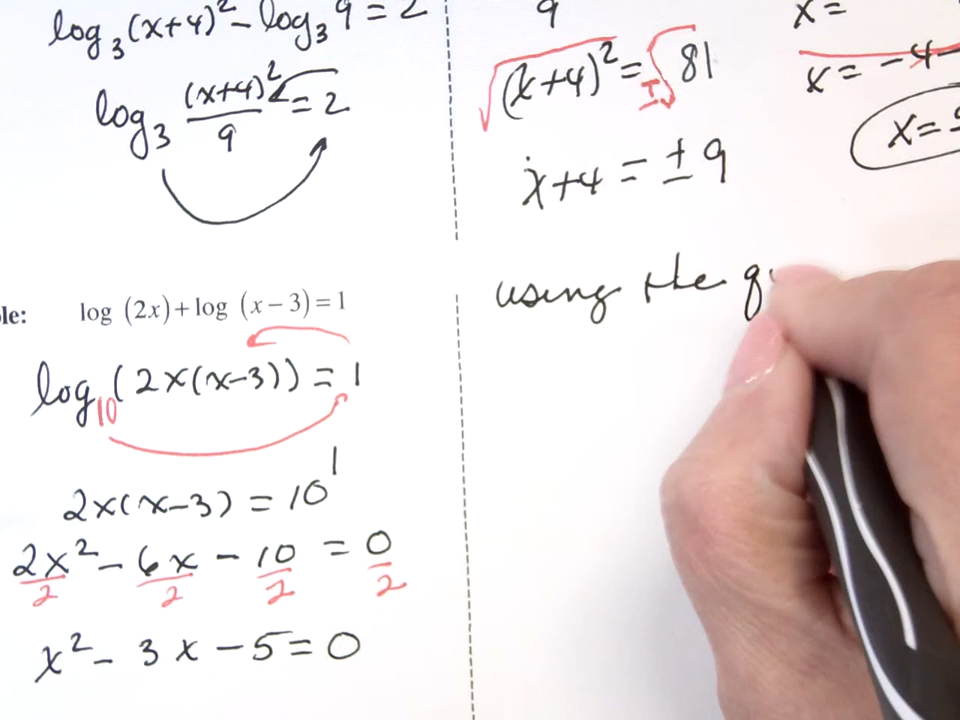 log₃(x+4)² - log₃ 9 = 2
log₃ (x+4)²/9 = 2
9
√(x+4)² = ±√81
x+4 = ±9
x =
x = -4 -
x =
using the q
le: log (2x) + log (x − 3) = 1
log₁₀(2x(x-3)) = 1
2x(x-3) = 10¹
2x²/2 - 6x/2 - 10/2 = 0/2
x² - 3x - 5 = 0